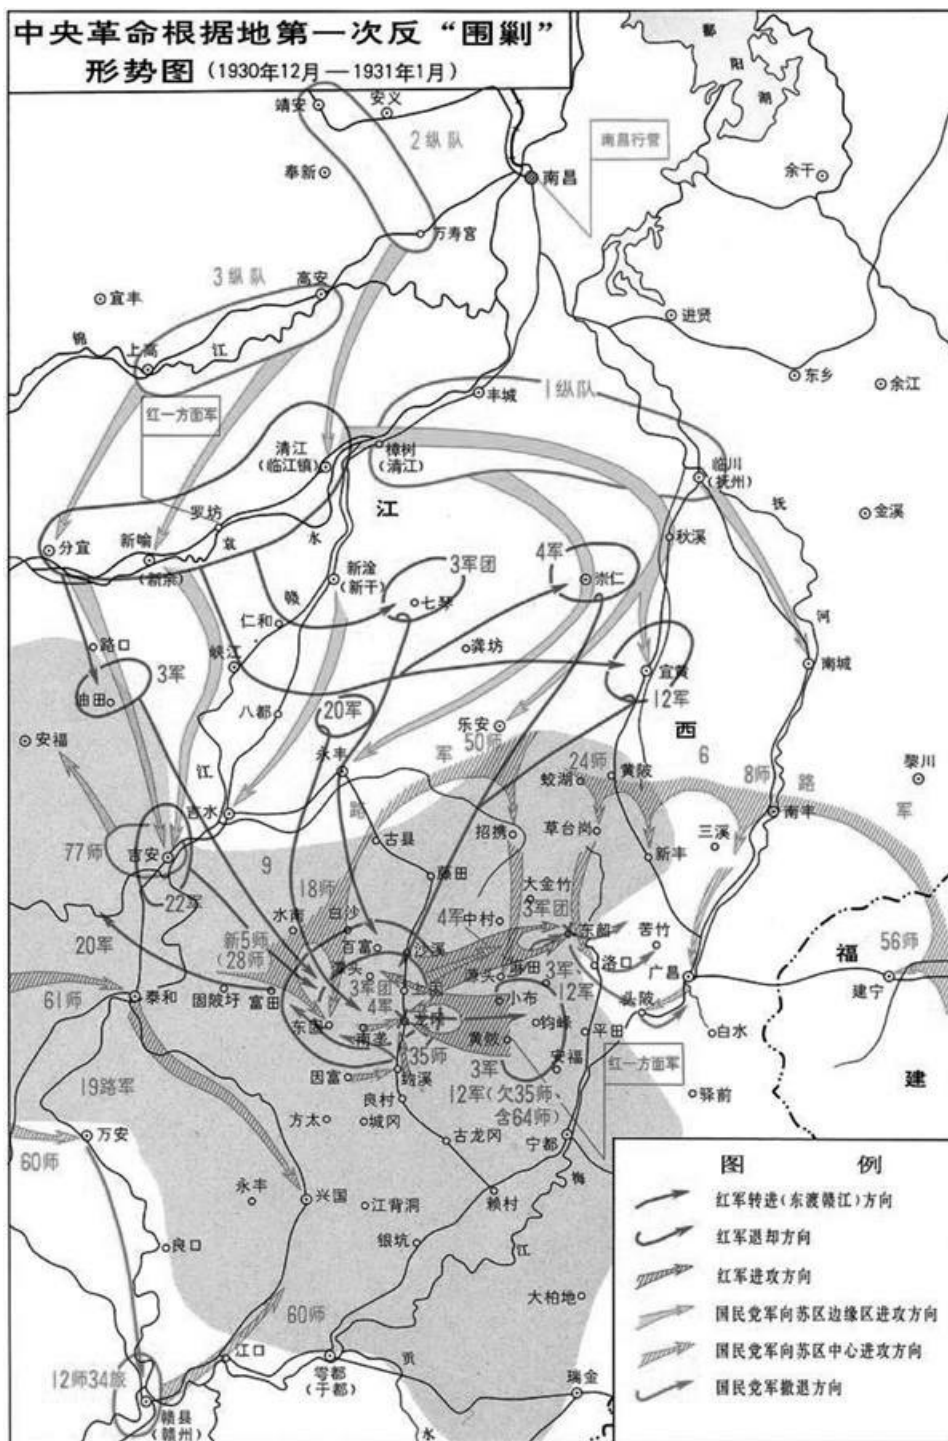 中央革命根据地第一次反“围剿”
形势图(1930年12月—1931年1月)
鄱
阳
湖
靖安
安义
2纵队
南昌行营
奉新
南昌
余干
万寿宫
3纵队
高安
宜丰
进贤
锦
上高
江
东乡
余江
1纵队
丰城
红一方面军
清江
(临江镇)
樟树
(清江)
临川
(抚州)
抚
江
金溪
罗坊
袁
水
秋溪
分宜
新喻
(新余)
新淦
(新干)
3军团
4军
崇仁
七琴
赣
仁和
河
路口
峡江
龚坊
宜黄
南城
3军
12军
20军
八都
乐安
西
安福
永丰
50师
军
24师
黄陂
6
路
8师
黎川
江
蛟湖
吉水
路
南丰
军
招携
草台岗
三溪
77师
吉安
古县
新丰
9
藤田
22军
18师
大金竹
3军团
4军
中村
20军
水南
白沙
新5师
(28师)
百富
沙溪
东韶
苦竹
福
56师
源头
洛口
广昌
建宁
61师
泰和
固陂圩
富田
3军团
4军
3军、
12军
小布
头陂
东固
南垄
黄陂
钧峰
平田
白水
35师
安福
3军
红一方面军
建
因富
19路军
良村
12军(欠35师、
含64师)
驿前
方太
城冈
古龙冈
宁都
万安
60师
梅
永丰
兴国
江背洞
赖村
良口
银坑
江
大柏地
60师
江口
雩都
(于都)
贡
瑞金
12师34旅
赣县
(赣州)
水
图 例
红军转进(东渡赣江)方向
红军退却方向
红军进攻方向
国民党军向苏区边缘区进攻方向
国民党军向苏区中心进攻方向
国民党军撤退方向